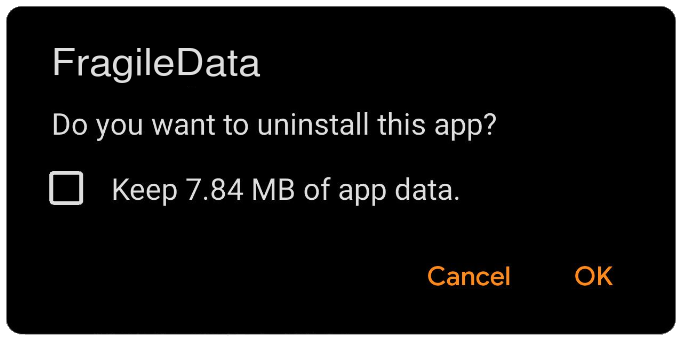 FragileData
Do you want to uninstall this app?
Keep 7.84 MB of app data.
Cancel OK